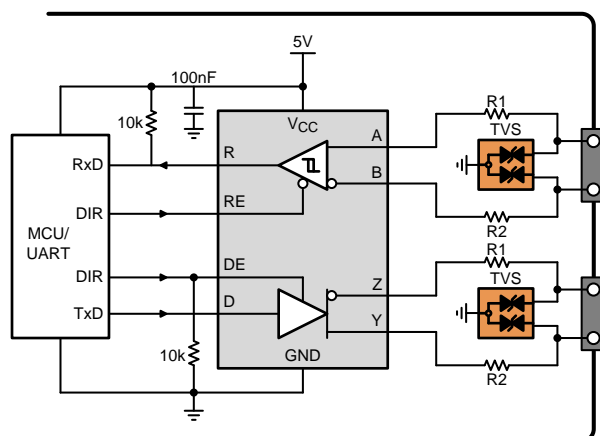 5V
100nF
10k
VCC
R1
TVS
A
RxD
R
B
DIR
RE
R2
MCU/
UART
DIR
DE
R1
TVS
Z
TxD
D
Y
10k
GND
R2